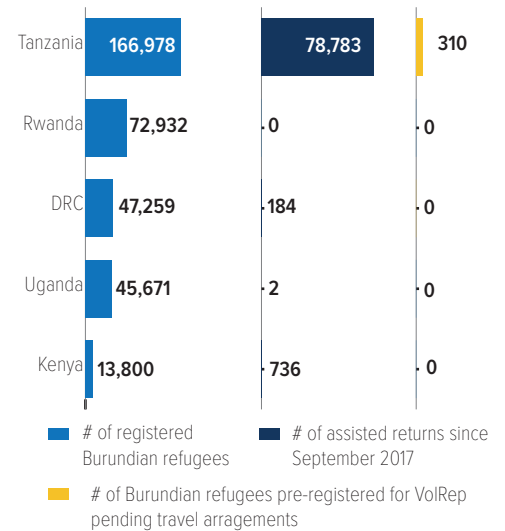 Tanzania 166,978 78,783 310
Rwanda 72,932 0 0
DRC 47,259 184 0
Uganda 45,671 2 0
Kenya 13,800 736 0
# of registered
Burundian refugees
# of assisted returns since
September 2017
# of Burundian refugees pre-registered for VolRep
pending travel arragements